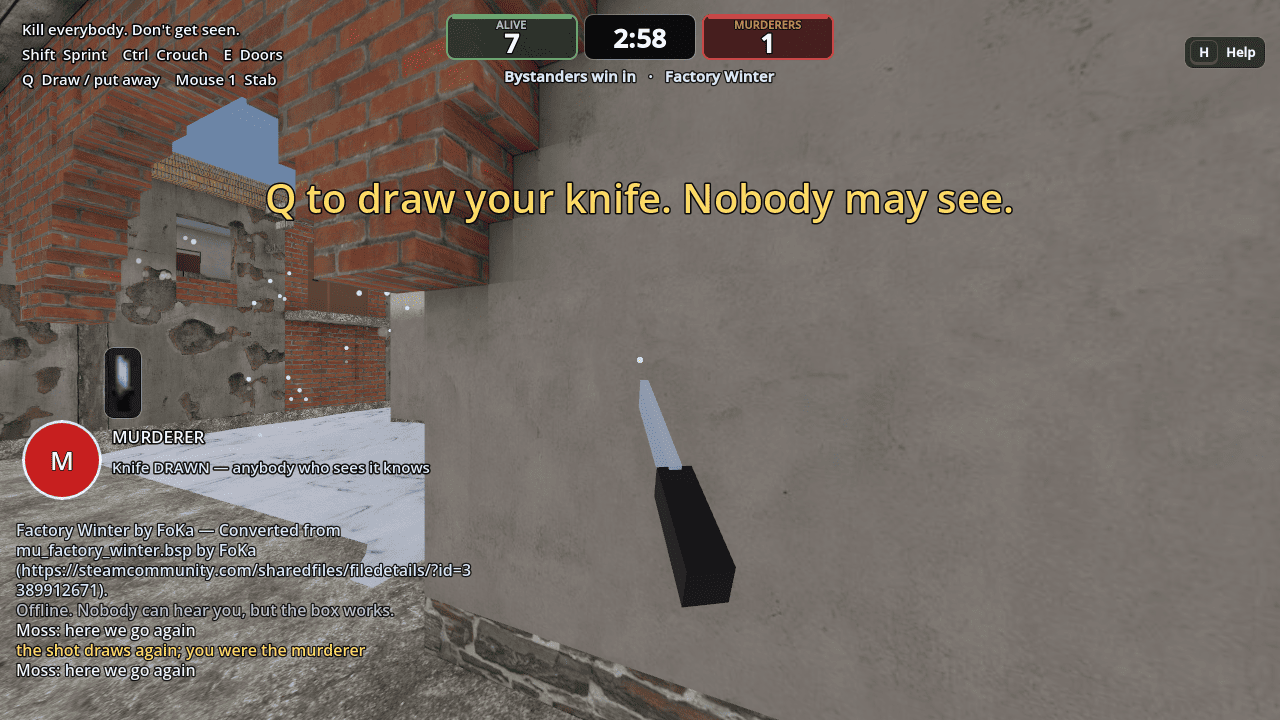 Kill everybody. Don't get seen.
Shift Sprint Ctrl Crouch E Doors
Q Draw / put away Mouse 1 Stab
ALIVE
7
2:58
MURDERERS
1
Bystanders win in · Factory Winter
H Help
Q to draw your knife. Nobody may see.
M
MURDERER
Knife DRAWN — anybody who sees it knows
Factory Winter by FoKa — Converted from
mu_factory_winter.bsp by FoKa
(https://steamcommunity.com/sharedfiles/filedetails/?id=3
389912671).
Offline. Nobody can hear you, but the box works.
Moss: here we go again
the shot draws again; you were the murderer
Moss: here we go again